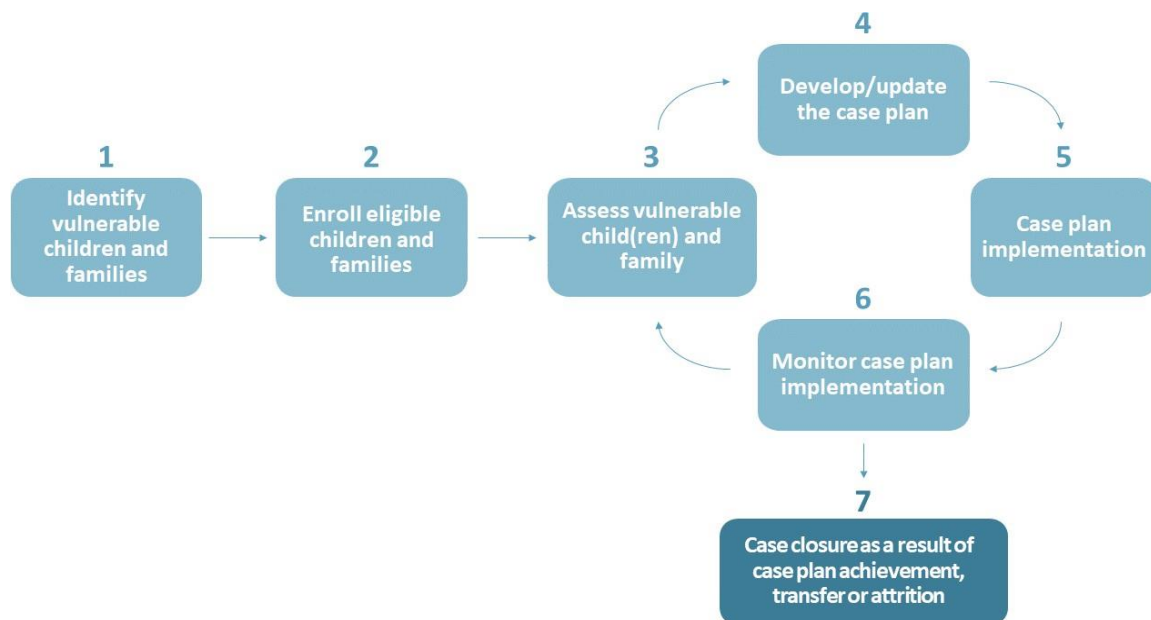 1
Identify
vulnerable
children and
families
2
Enroll eligible
children and
families
3
Assess vulnerable
child(ren) and
family
4
Develop/update
the case plan
5
Case plan
implementation
6
Monitor case plan
implementation
7
Case closure as a result of
case plan achievement,
transfer or attrition